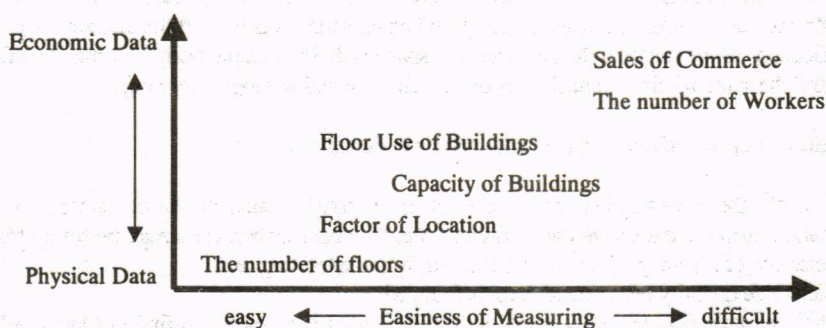 Economic Data
Sales of Commerce
The number of Workers
Floor Use of Buildings
Capacity of Buildings
Factor of Location
Physical Data
The number of floors
easy
Easiness of Measuring
difficult